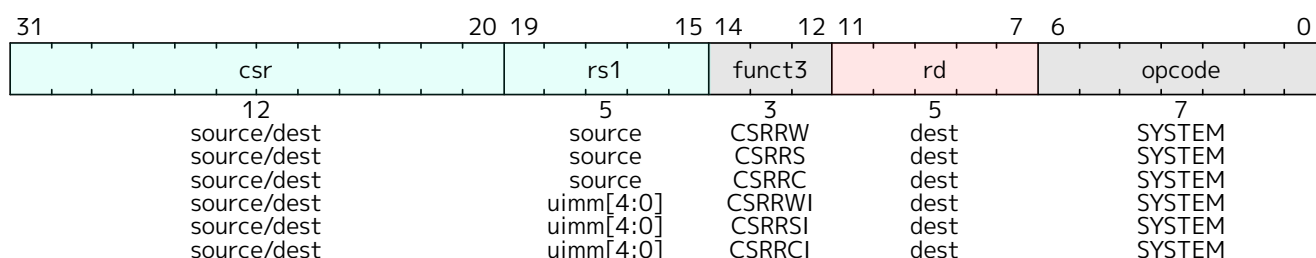 31 20 19 15 14 12 11 7 6 0
csr rs1 funct3 rd opcode
12 5 3 5 7
source/dest source CSRRW dest SYSTEM
source/dest source CSRRS dest SYSTEM
source/dest source CSRRC dest SYSTEM
source/dest uimm[4:0] CSRRWI dest SYSTEM
source/dest uimm[4:0] CSRRSI dest SYSTEM
source/dest uimm[4:0] CSRRCI dest SYSTEM